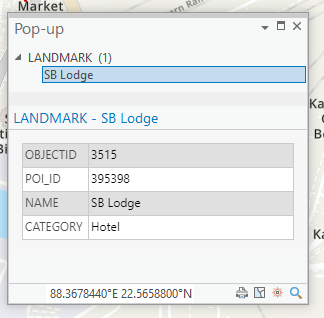 Market
Pop-up
LANDMARK (1)
SB Lodge
LANDMARK - SB Lodge
OBJECTID 3515
POI_ID 395398
NAME SB Lodge
CATEGORY Hotel
88.3678440°E 22.5658800°N